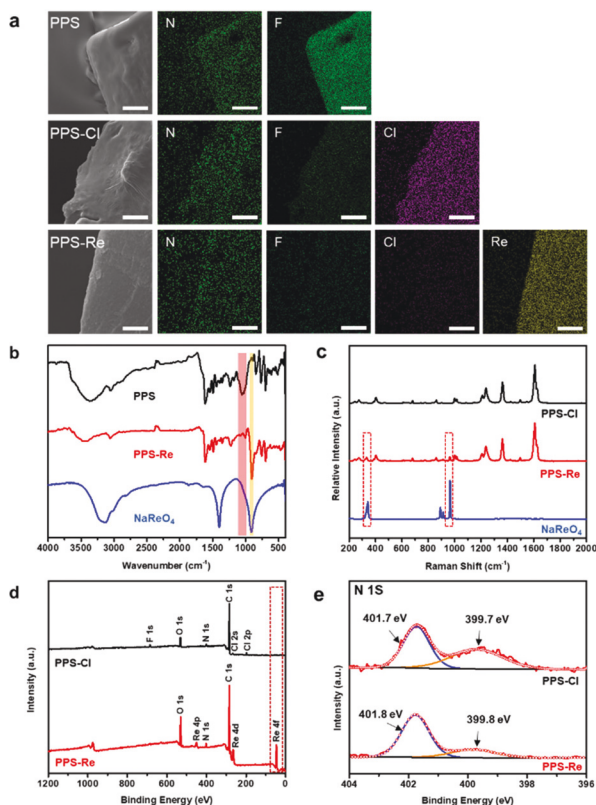 a
PPS N F
PPS-Cl N F Cl
PPS-Re N F Cl Re
b
PPS
PPS-Re
NaReO4
4000 3500 3000 2500 2000 1500 1000 500
Wavenumber (cm-1)
c
Relative Intensity (a.u.)
PPS-Cl
PPS-Re
NaReO4
200 400 600 800 1000 1200 1400 1600 1800 2000
Raman Shift (cm-1)
d
Intensity (a.u.)
F 1s
O 1s
N 1s
C 1s
Cl 2s
Cl 2p
PPS-Cl
O 1s
Re 4p
N 1s
C 1s
Re 4d
Re 4f
PPS-Re
1200 1000 800 600 400 200 0
Binding Energy (eV)
e
N 1S
Intensity (a.u.)
401.7 eV 399.7 eV
PPS-Cl
401.8 eV 399.8 eV
PPS-Re
404 402 400 398 396
Binding Energy (eV)